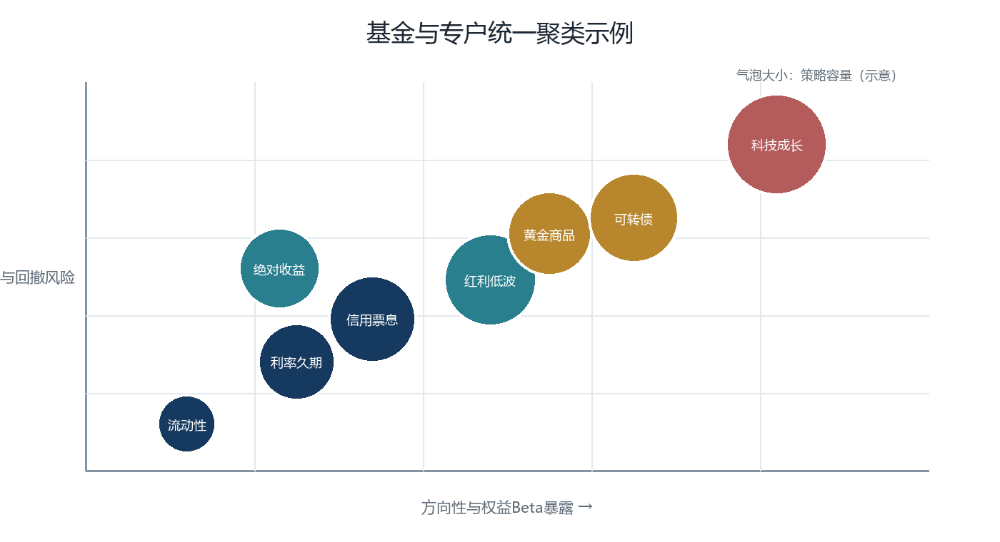 基金与专户统一聚类示例
气泡大小：策略容量（示意）
科技成长
可转债
黄金商品
绝对收益
与回撤风险
红利低波
信用票息
利率久期
流动性
方向性与权益Beta暴露 →